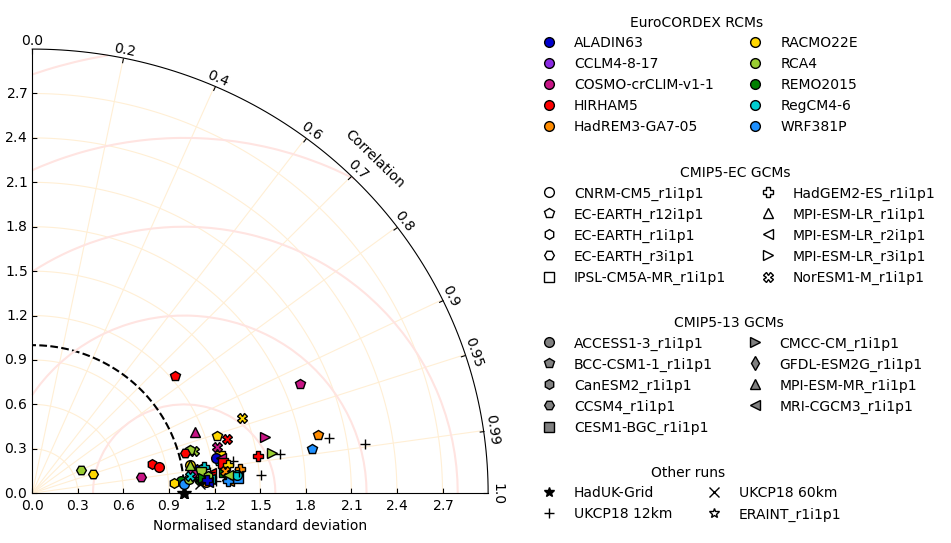 0.0
0.2
0.4
0.6
0.7
0.8
0.9
0.95
0.99
1.0
Correlation
2.7
2.4
2.1
1.8
1.5
1.2
0.9
0.6
0.3
0.0
0.0 0.3 0.6 0.9 1.2 1.5 1.8 2.1 2.4 2.7
Normalised standard deviation
EuroCORDEX RCMs
ALADIN63 RACMO22E
CCLM4-8-17 RCA4
COSMO-crCLIM-v1-1 REMO2015
HIRHAM5 RegCM4-6
HadREM3-GA7-05 WRF381P
CMIP5-EC GCMs
CNRM-CM5_r1i1p1 HadGEM2-ES_r1i1p1
EC-EARTH_r12i1p1 MPI-ESM-LR_r1i1p1
EC-EARTH_r1i1p1 MPI-ESM-LR_r2i1p1
EC-EARTH_r3i1p1 MPI-ESM-LR_r3i1p1
IPSL-CM5A-MR_r1i1p1 NorESM1-M_r1i1p1
CMIP5-13 GCMs
ACCESS1-3_r1i1p1 CMCC-CM_r1i1p1
BCC-CSM1-1_r1i1p1 GFDL-ESM2G_r1i1p1
CanESM2_r1i1p1 MPI-ESM-MR_r1i1p1
CCSM4_r1i1p1 MRI-CGCM3_r1i1p1
CESM1-BGC_r1i1p1
Other runs
HadUK-Grid UKCP18 60km
UKCP18 12km ERAINT_r1i1p1